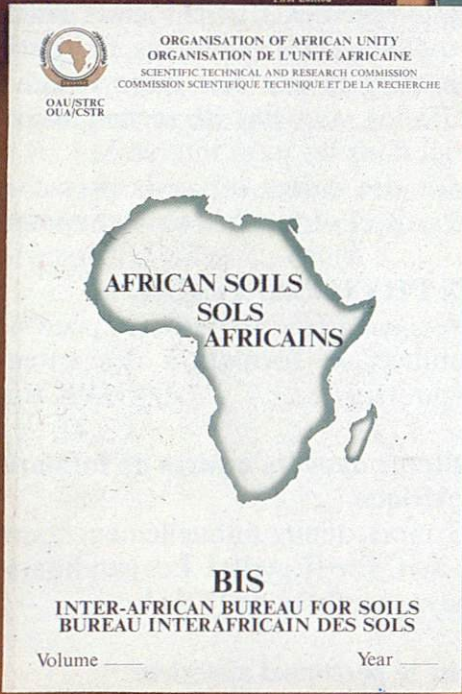 ORGANISATION OF AFRICAN UNITY
ORGANISATION DE L'UNITÉ AFRICAINE
SCIENTIFIC TECHNICAL AND RESEARCH COMMISSION
COMMISSION SCIENTIFIQUE TECHNIQUE ET DE LA RECHERCHE
OAU/STRC
OUA/CSTR
AFRICAN SOILS
SOLS
AFRICAINS
BIS
INTER-AFRICAN BUREAU FOR SOILS
BUREAU INTERAFRICAIN DES SOLS
Volume ____ Year ____